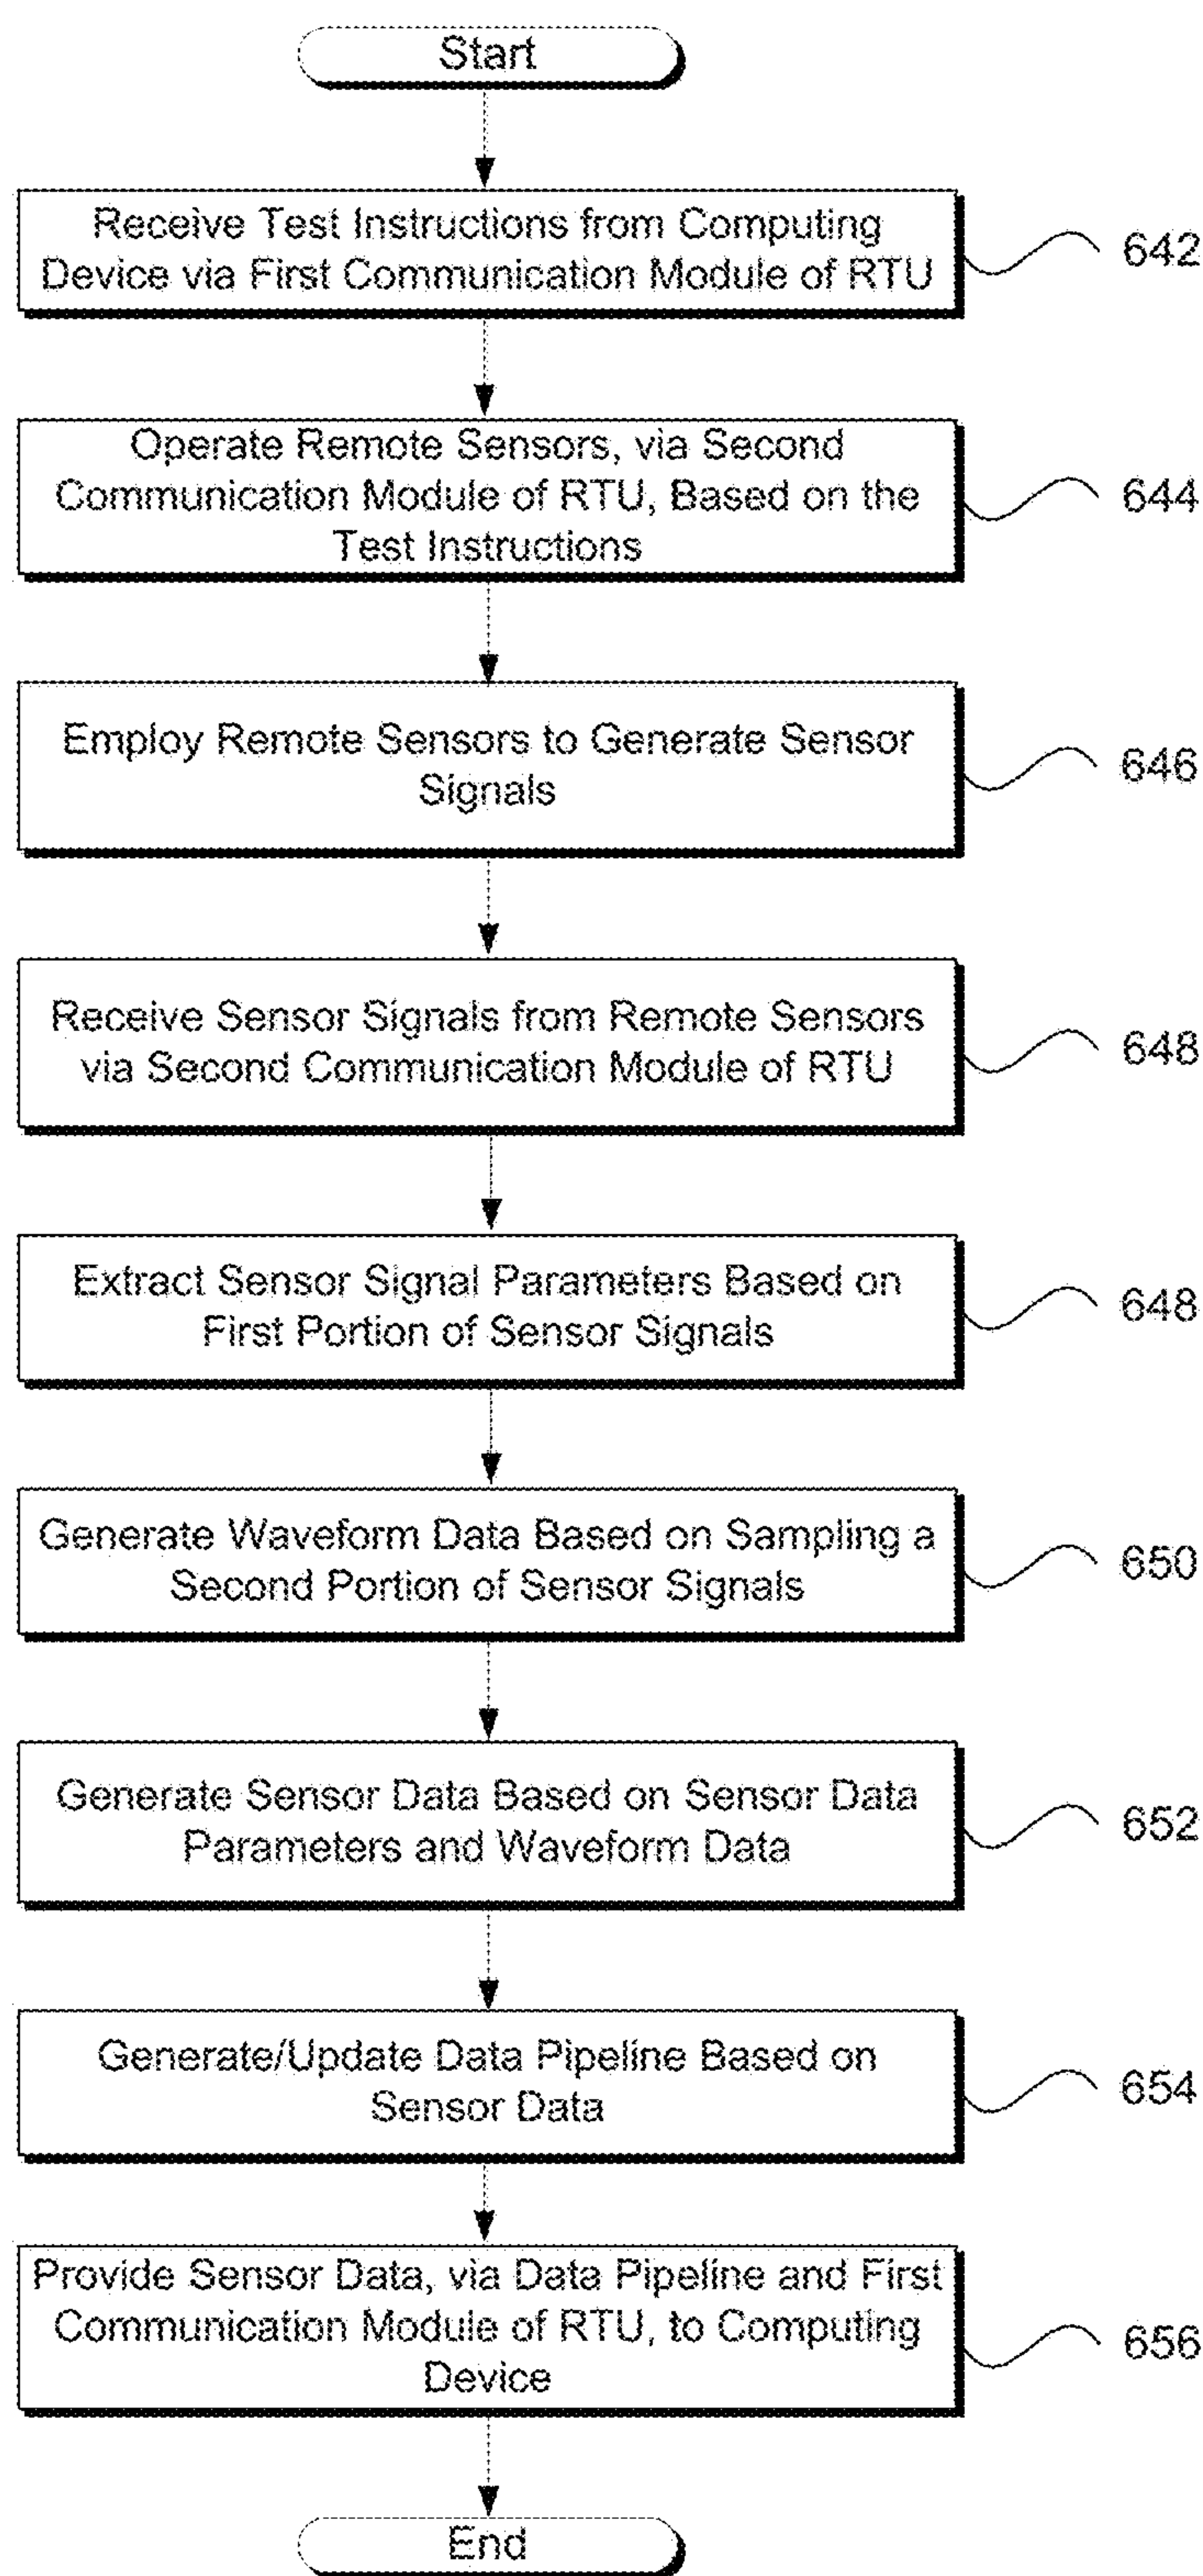 Start
Receive Test Instructions from Computing
Device via First Communication Module of RTU
642
Operate Remote Sensors, via Second
Communication Module of RTU, Based on the
Test Instructions
644
Employ Remote Sensors to Generate Sensor
Signals
646
Receive Sensor Signals from Remote Sensors
via Second Communication Module of RTU
648
Extract Sensor Signal Parameters Based on
First Portion of Sensor Signals
648
Generate Waveform Data Based on Sampling a
Second Portion of Sensor Signals
650
Generate Sensor Data Based on Sensor Data
Parameters and Waveform Data
652
Generate/Update Data Pipeline Based on
Sensor Data
654
Provide Sensor Data, via Data Pipeline and First
Communication Module of RTU, to Computing
Device
656
End